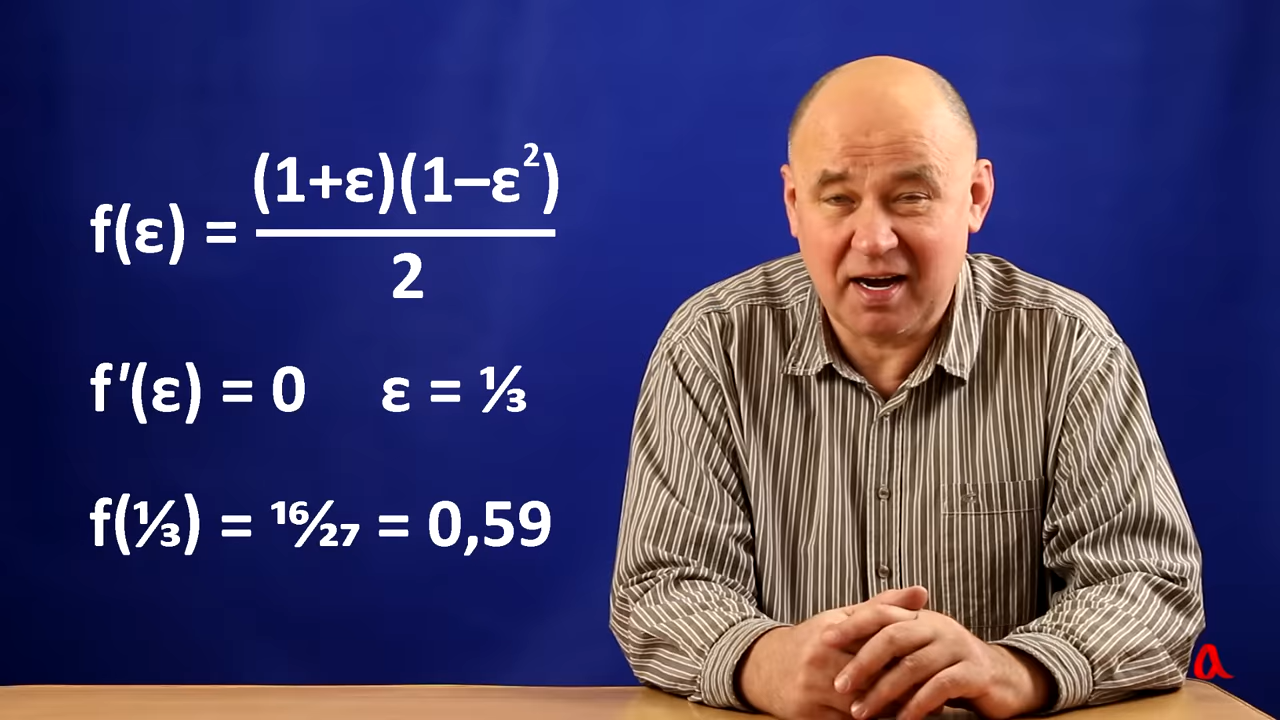 f(ε) = (1+ε)(1–ε²)/2
f′(ε) = 0 ε = ⅓
f(⅓) = ¹⁶⁄₂₇ = 0,59
a